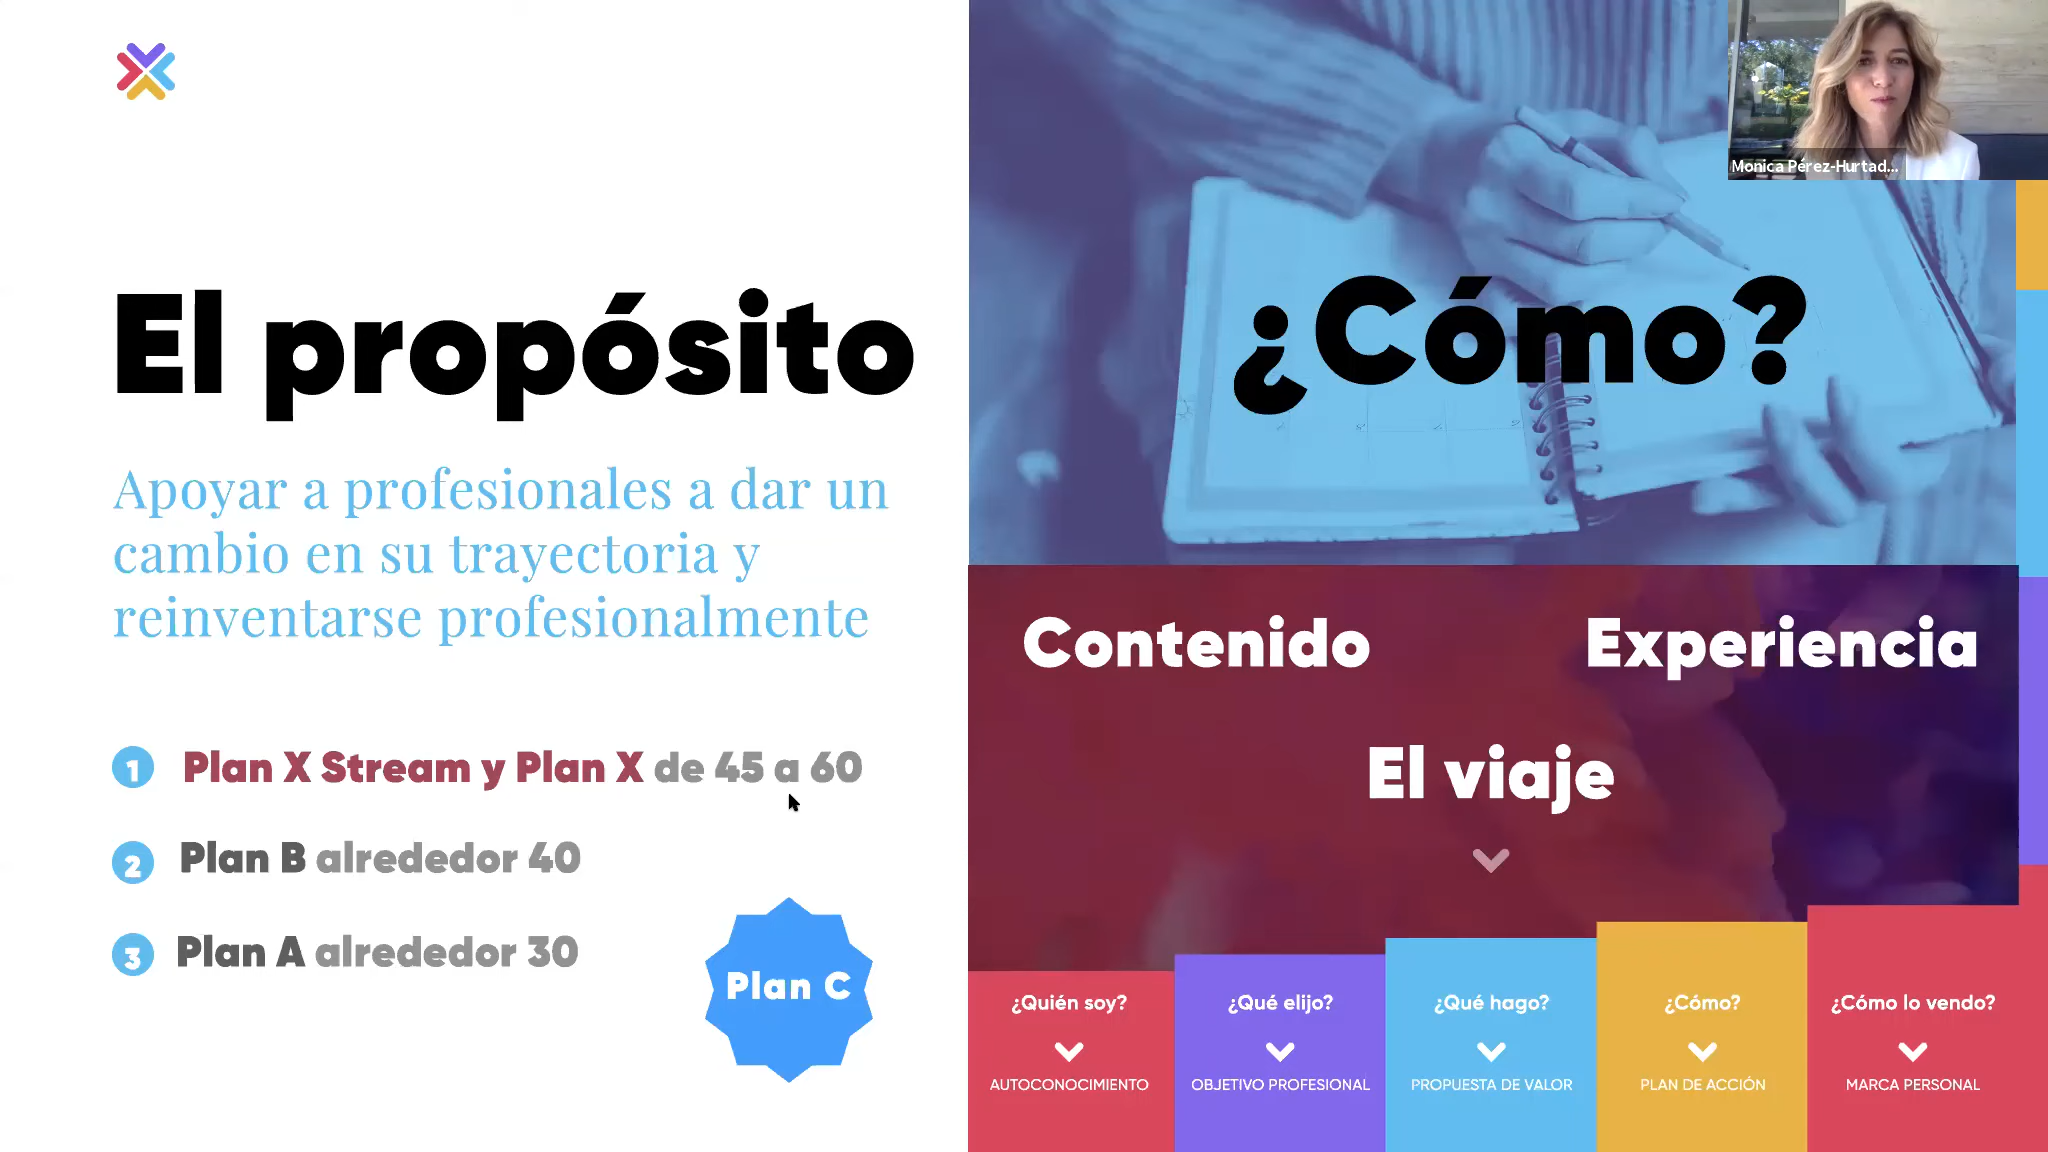 El propósito
Apoyar a profesionales a dar un
cambio en su trayectoria y
reinventarse profesionalmente
1 Plan X Stream y Plan X de 45 a 60
2 Plan B alrededor 40
3 Plan A alrededor 30
Plan C
Monica Pérez-Hurtad...
¿Cómo?
Contenido
Experiencia
El viaje
¿Quién soy?
AUTOCONOCIMIENTO
¿Qué elijo?
OBJETIVO PROFESIONAL
¿Qué hago?
PROPUESTA DE VALOR
¿Cómo?
PLAN DE ACCIÓN
¿Cómo lo vendo?
MARCA PERSONAL